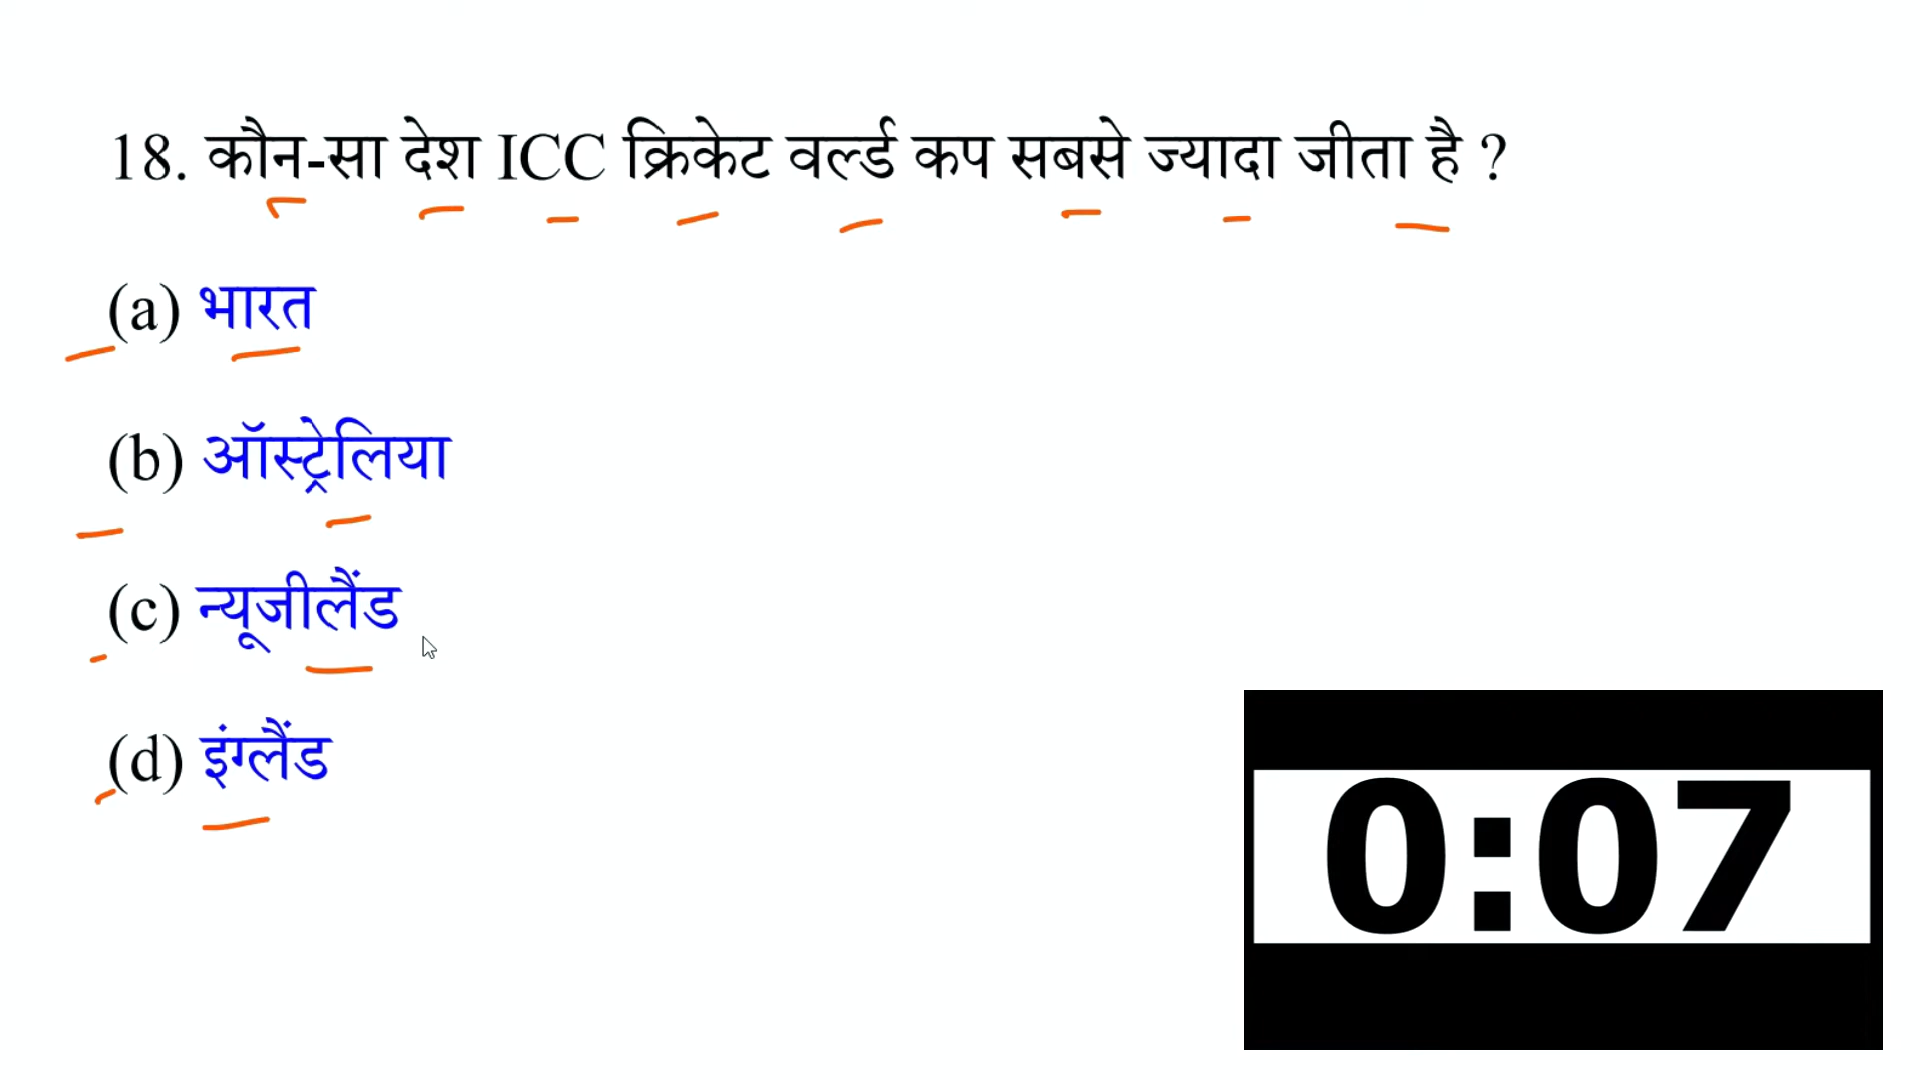 18. कौन-सा देश ICC क्रिकेट वर्ल्ड कप सबसे ज्यादा जीता है ?
(a) भारत
(b) ऑस्ट्रेलिया
(c) न्यूजीलैंड
(d) इंग्लैंड
0:07